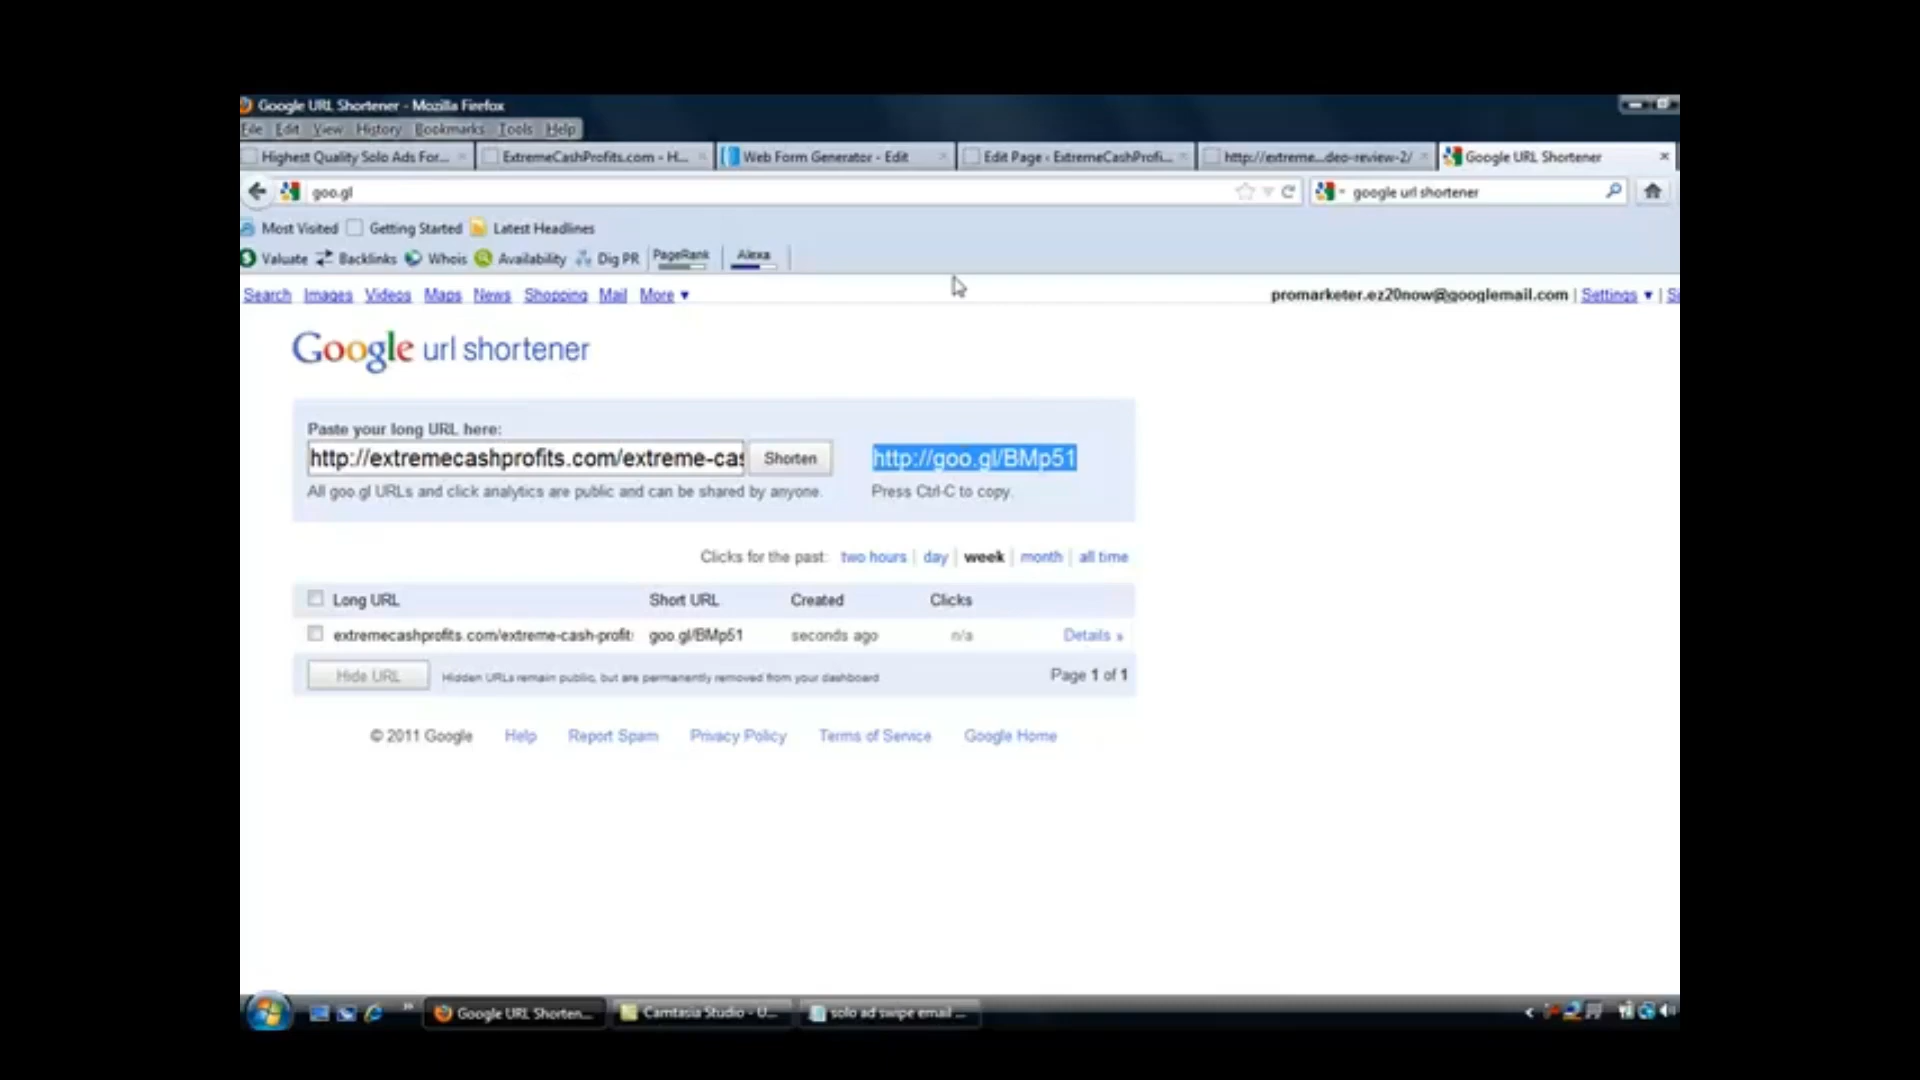 Google URL Shortener - Mozilla Firefox
File Edit View History Bookmarks Tools Help
Highest Quality Solo Ads For... ExtremeCashProfits.com - H... Web Form Generator - Edit Edit Page ‹ ExtremeCashProfi... http://extreme...deo-review-2/ Google URL Shortener
goo.gl google url shortener
Most Visited Getting Started Latest Headlines
Valuate Backlinks Whois Availability Dig PR PageRank Alexa
Search Images Videos Maps News Shopping Mail More ▼ promarketer.ez20now@googlemail.com | Settings ▼ |
Google url shortener
Paste your long URL here:
http://extremecashprofits.com/extreme-cas Shorten http://goo.gl/BMp51
All goo.gl URLs and click analytics are public and can be shared by anyone. Press Ctrl-C to copy.
Clicks for the past: two hours | day | week | month | all time
Long URL Short URL Created Clicks
extremecashprofits.com/extreme-cash-profit goo.gl/BMp51 seconds ago n/a Details »
Hide URL Hidden URLs remain public, but are permanently removed from your dashboard Page 1 of 1
© 2011 Google Help Report Spam Privacy Policy Terms of Service Google Home
Google URL Shorten... Camtasia Studio - U... solo ad swipe email ...